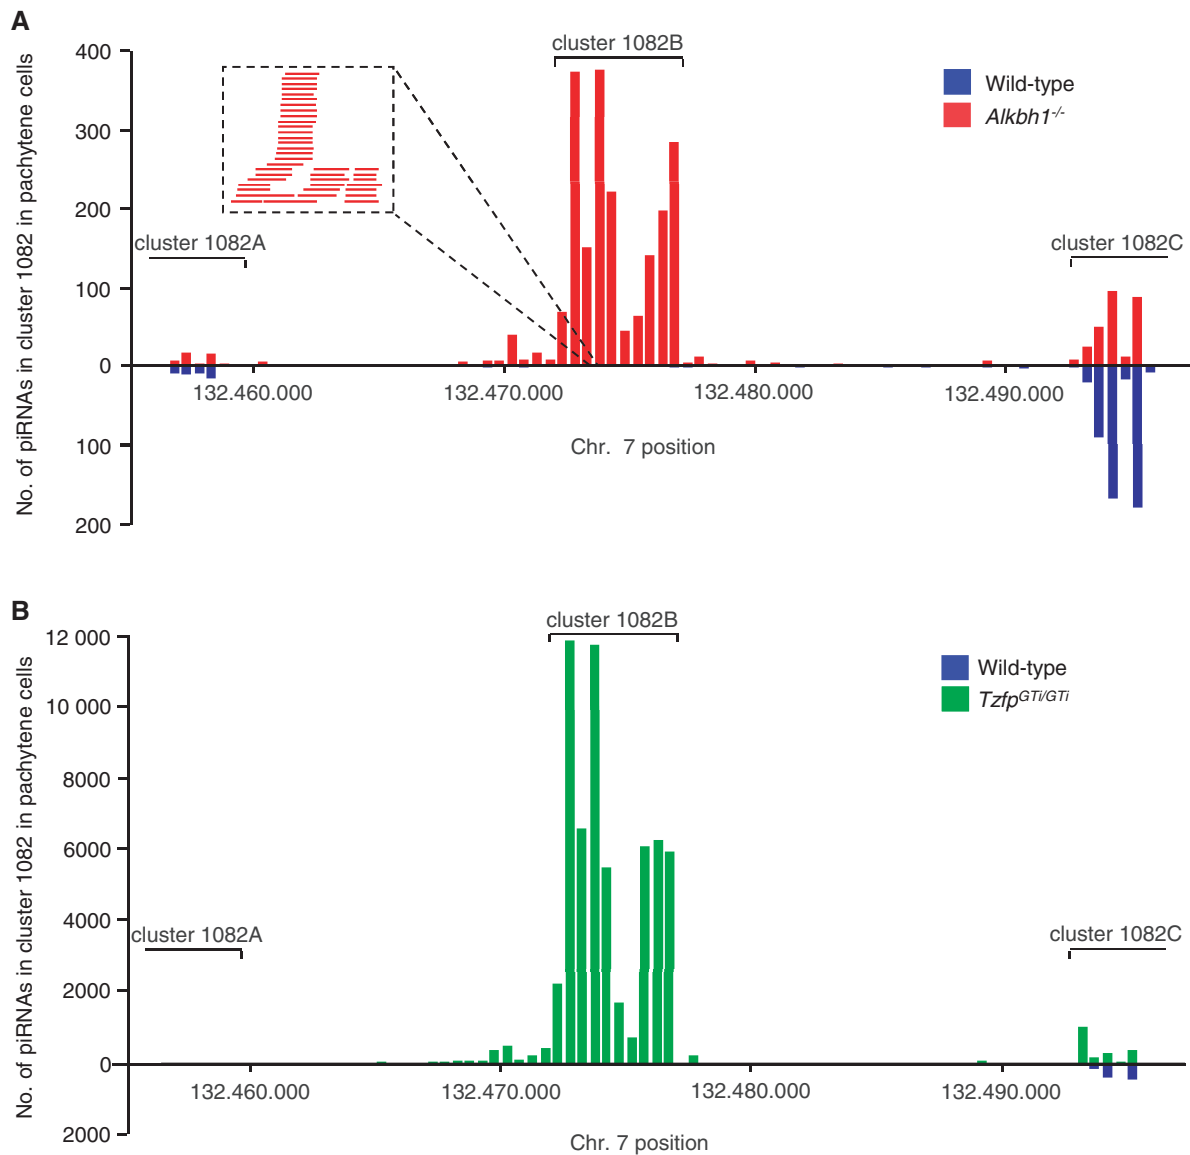 A
No. of piRNAs in cluster 1082 in pachytene cells
400
300
200
100
0
100
200
cluster 1082A
cluster 1082B
cluster 1082C
Wild-type
Alkbh1-/-
132.460.000
132.470.000
132.480.000
132.490.000
Chr. 7 position
B
No. of piRNAs in cluster 1082 in pachytene cells
12 000
10 000
8000
6000
4000
2000
0
2000
cluster 1082A
cluster 1082B
cluster 1082C
Wild-type
TzfpGTi/GTi
132.460.000
132.470.000
132.480.000
132.490.000
Chr. 7 position